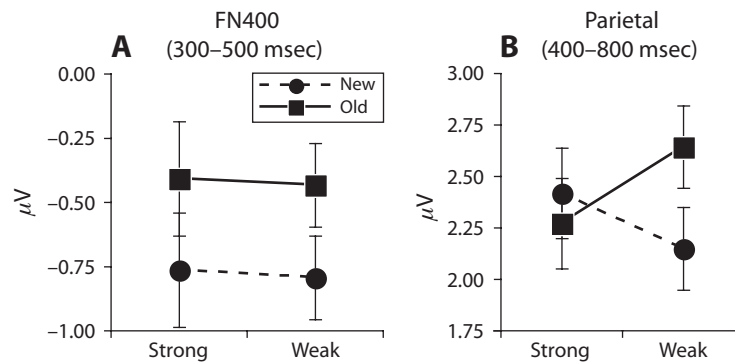 FN400
A (300–500 msec)
0.00
−0.25
−0.50
−0.75
−1.00
μV
New
Old
Strong Weak
Parietal
B (400–800 msec)
3.00
2.75
2.50
2.25
2.00
1.75
μV
Strong Weak